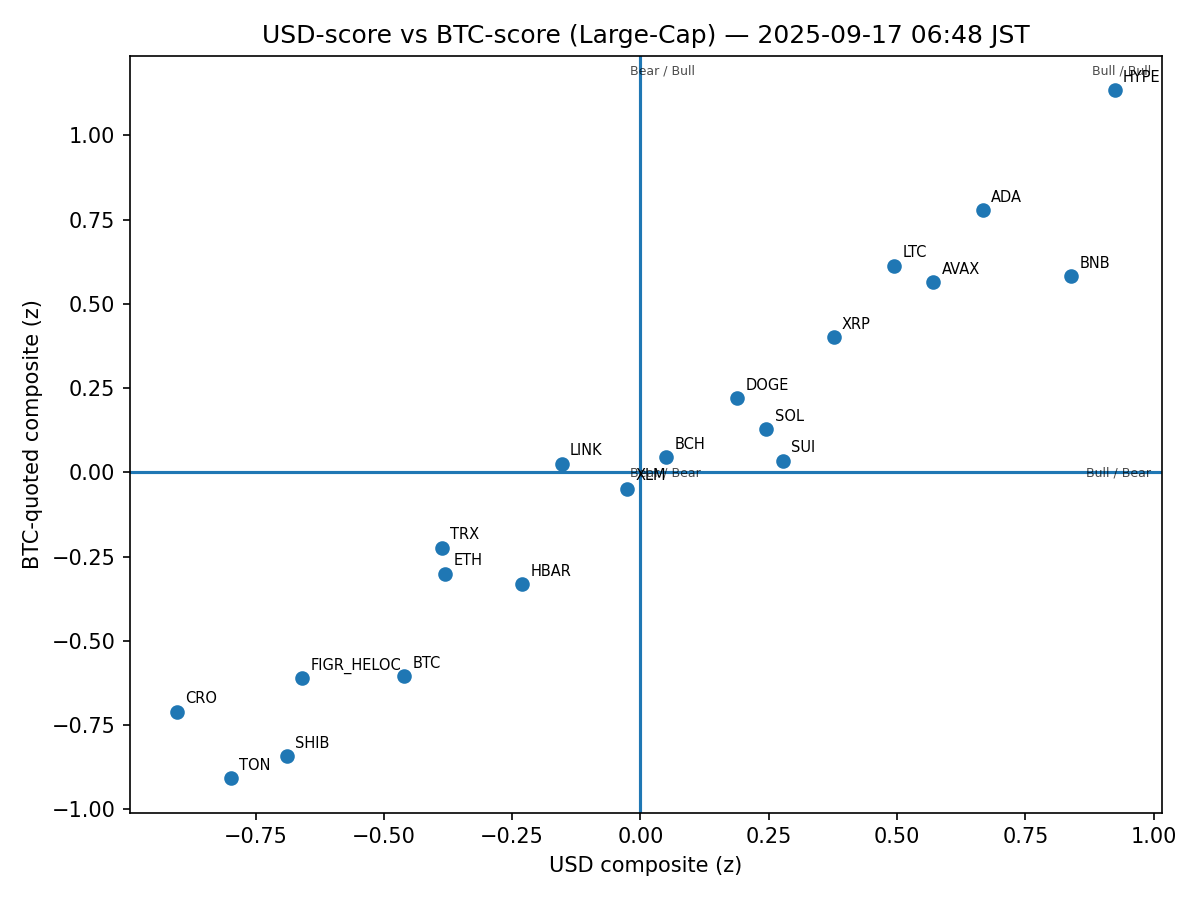 USD-score vs BTC-score (Large-Cap) — 2025-09-17 06:48 JST
Bear / Bull
Bull / Bull
HYPE
1.00
ADA
0.75
LTC
AVAX
BNB
0.50
XRP
0.25
DOGE
SOL
LINK
BCH
SUI
0.00
Bear / Bear
XLM
Bull / Bear
TRX
−0.25
ETH
HBAR
−0.50
FIGR_HELOC
BTC
CRO
−0.75
SHIB
TON
−1.00
−0.75
−0.50
−0.25
0.00
0.25
0.50
0.75
1.00
USD composite (z)
BTC-quoted composite (z)